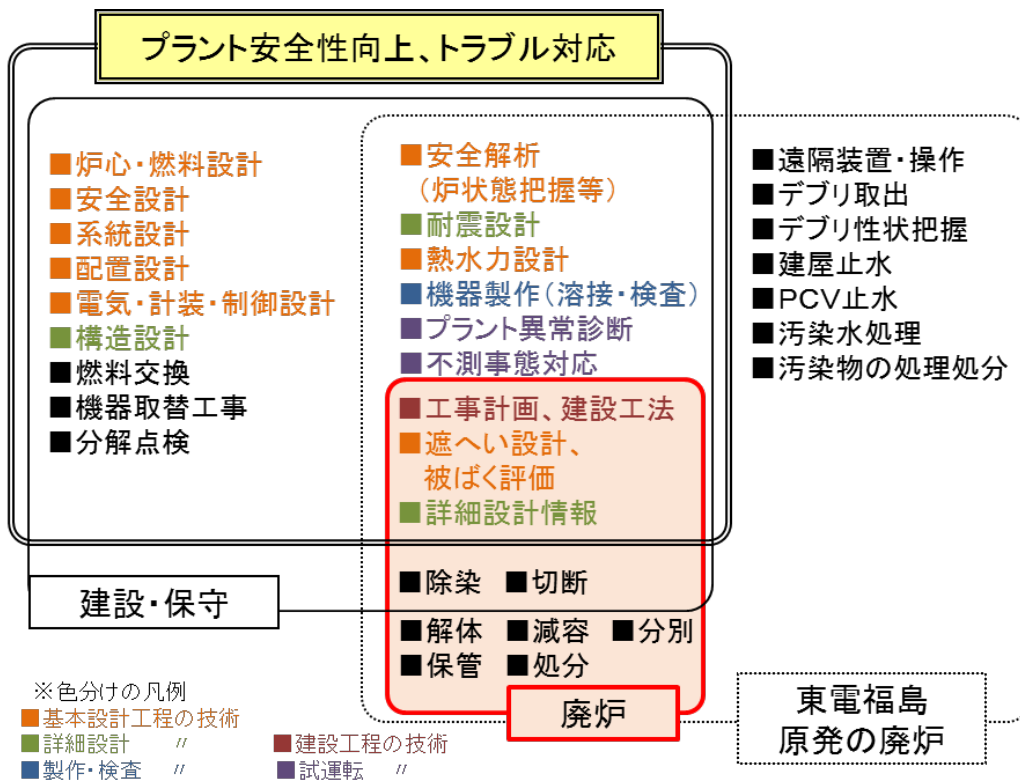 プラント安全性向上、トラブル対応
■炉心・燃料設計
■安全設計
■系統設計
■配置設計
■電気・計装・制御設計
■構造設計
■燃料交換
■機器取替工事
■分解点検
■安全解析
(炉状態把握等)
■耐震設計
■熱水力設計
■機器製作(溶接・検査)
■プラント異常診断
■不測事態対応
■工事計画、建設工法
■遮へい設計、
被ばく評価
■詳細設計情報
■除染 ■切断
■解体 ■減容 ■分別
■保管 ■処分
■遠隔装置・操作
■デブリ取出
■デブリ性状把握
■建屋止水
■PCV止水
■汚染水処理
■汚染物の処理処分
建設・保守
廃炉
東電福島
原発の廃炉
※色分けの凡例
■基本設計工程の技術
■詳細設計 〃 ■建設工程の技術
■製作・検査 〃 ■試運転 〃